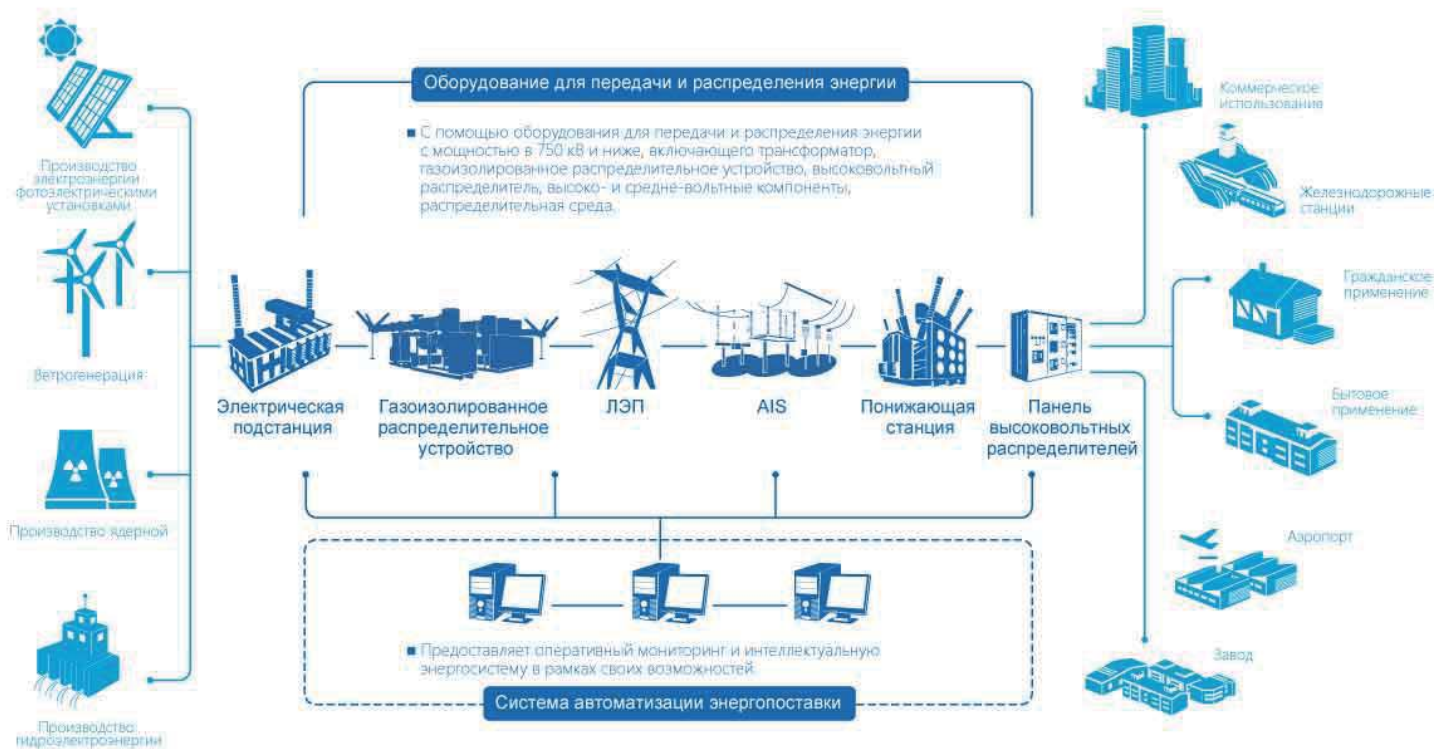 Оборудование для передачи и распределения энергии
■ С помощью оборудования для передачи и распределения энергии
с мощностью в 750 кВ и ниже, включающего трансформатор,
газоизолированное распределительное устройство, высоковольтный
распределитель, высоко- и средне-вольтные компоненты,
распределительная среда.
Производство
электроэнергии
фотоэлектрическими
установками
Ветрогенерация
Производство ядерной
Производство
гидроэлектроэнергии
Электрическая
подстанция
Газоизолированное
распределительное
устройство
ЛЭП
AIS
Понижающая
станция
Панель
высоковольтных
распределителей
Коммерческое
использование
Железнодорожные
станции
Гражданское
применение
Бытовое
применение
Аэропорт
Завод
■ Предоставляет оперативный мониторинг и интеллектуальную
энергосистему в рамках своих возможностей.
Система автоматизации энергопоставки